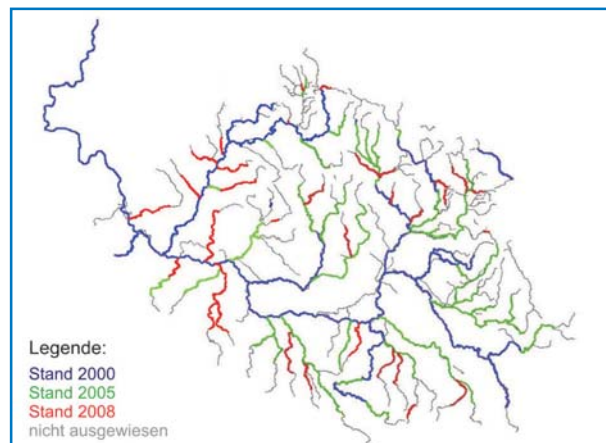 Legende:
Stand 2000
Stand 2005
Stand 2008
nicht ausgewiesen